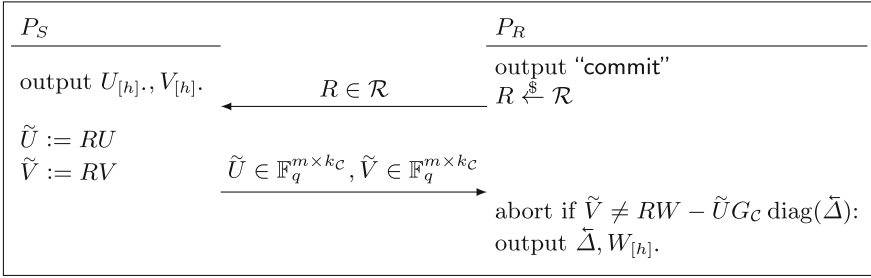 P_S P_R
output U_{[h]·}, V_{[h]·} output “commit”
R ∈ ℛ R ←$ ℛ
Ũ := RU
Ṽ := RV
Ũ ∈ 𝔽_q^{m×k_𝒞}, Ṽ ∈ 𝔽_q^{m×k_𝒞}
abort if Ṽ ≠ RW − ŨG_𝒞 diag(Δ⃖):
output Δ⃖, W_{[h]·}